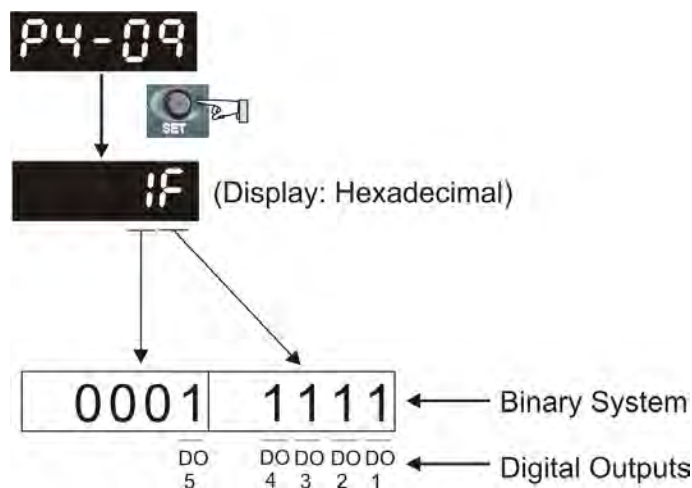 P4-09
SET
1F (Display: Hexadecimal)
0001 1111 Binary System
DO DO DO DO DO Digital Outputs
5 4 3 2 1